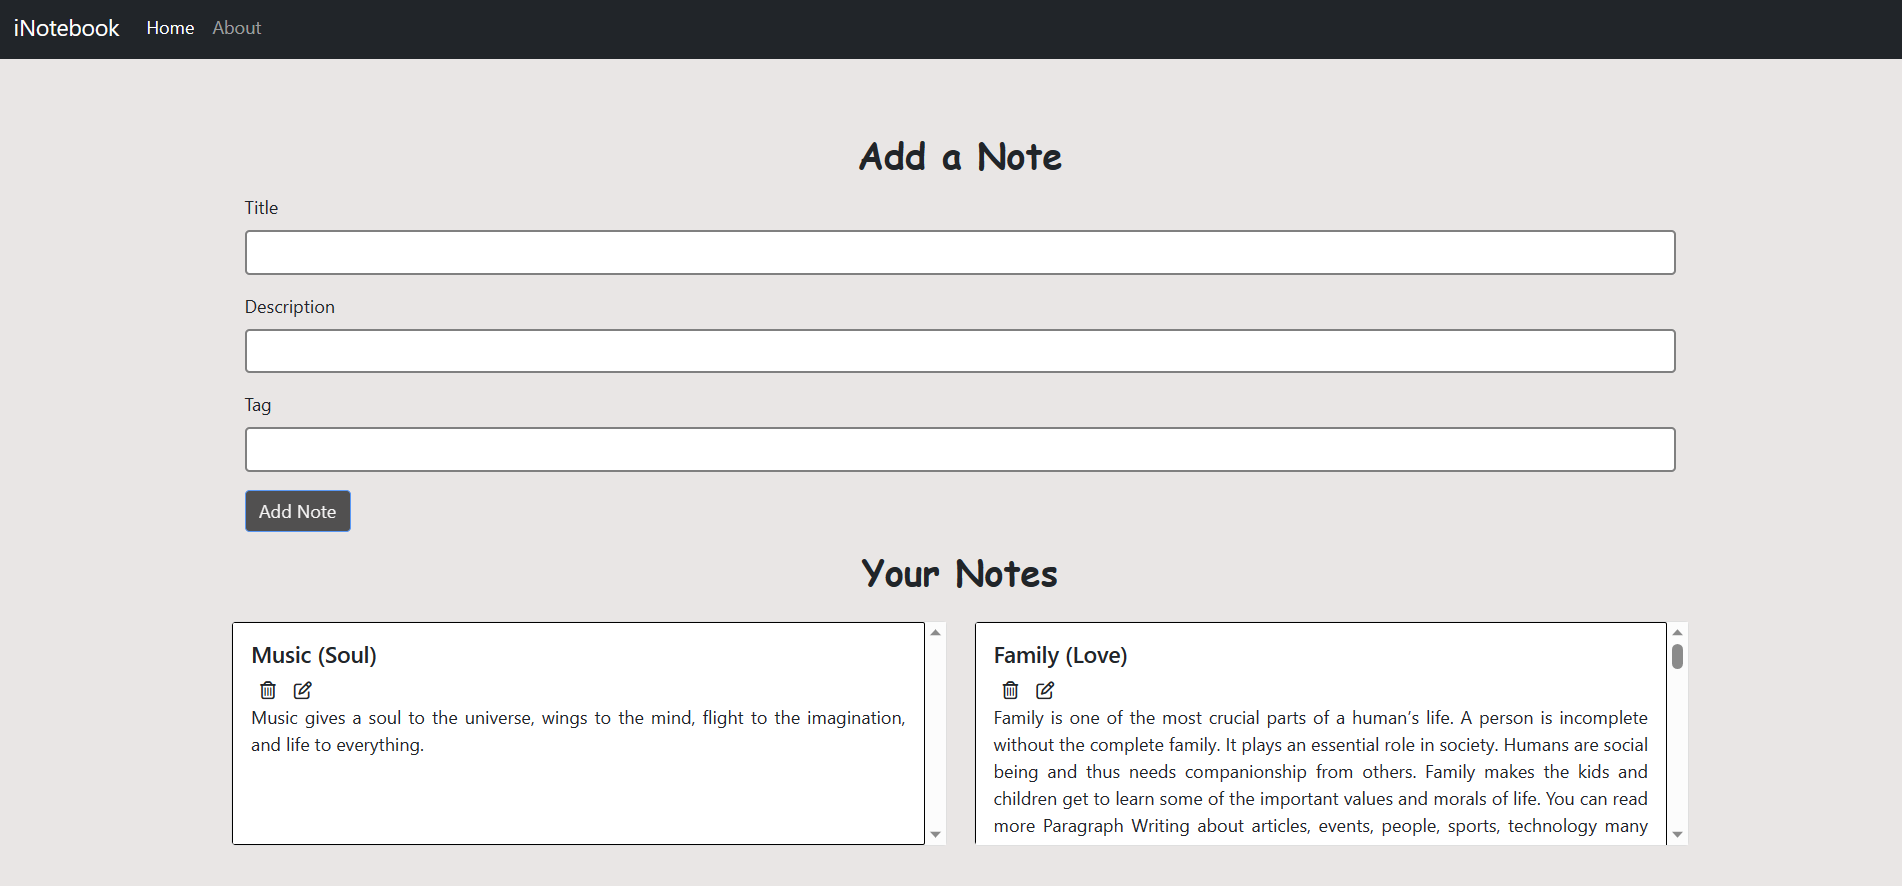 iNotebook Home About
Add a Note
Title
Description
Tag
Add Note
Your Notes
Music (Soul)
Music gives a soul to the universe, wings to the mind, flight to the imagination,
and life to everything.
Family (Love)
Family is one of the most crucial parts of a human’s life. A person is incomplete
without the complete family. It plays an essential role in society. Humans are social
being and thus needs companionship from others. Family makes the kids and
children get to learn some of the important values and morals of life. You can read
more Paragraph Writing about articles, events, people, sports, technology many